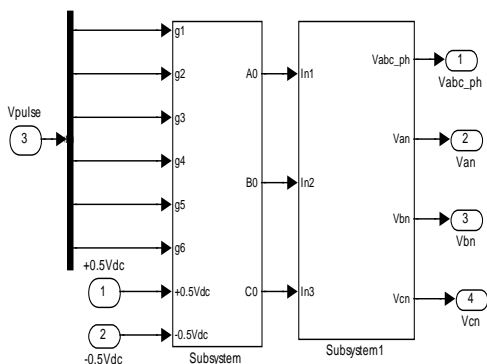 Vpulse
3
+0.5Vdc
1
2
-0.5Vdc
g1
g2
g3
g4
g5
g6
+0.5Vdc
-0.5Vdc
A0
B0
C0
Subsystem
In1
In2
In3
Vabc_ph
Van
Vbn
Vcn
Subsystem1
1
Vabc_ph
2
Van
3
Vbn
4
Vcn